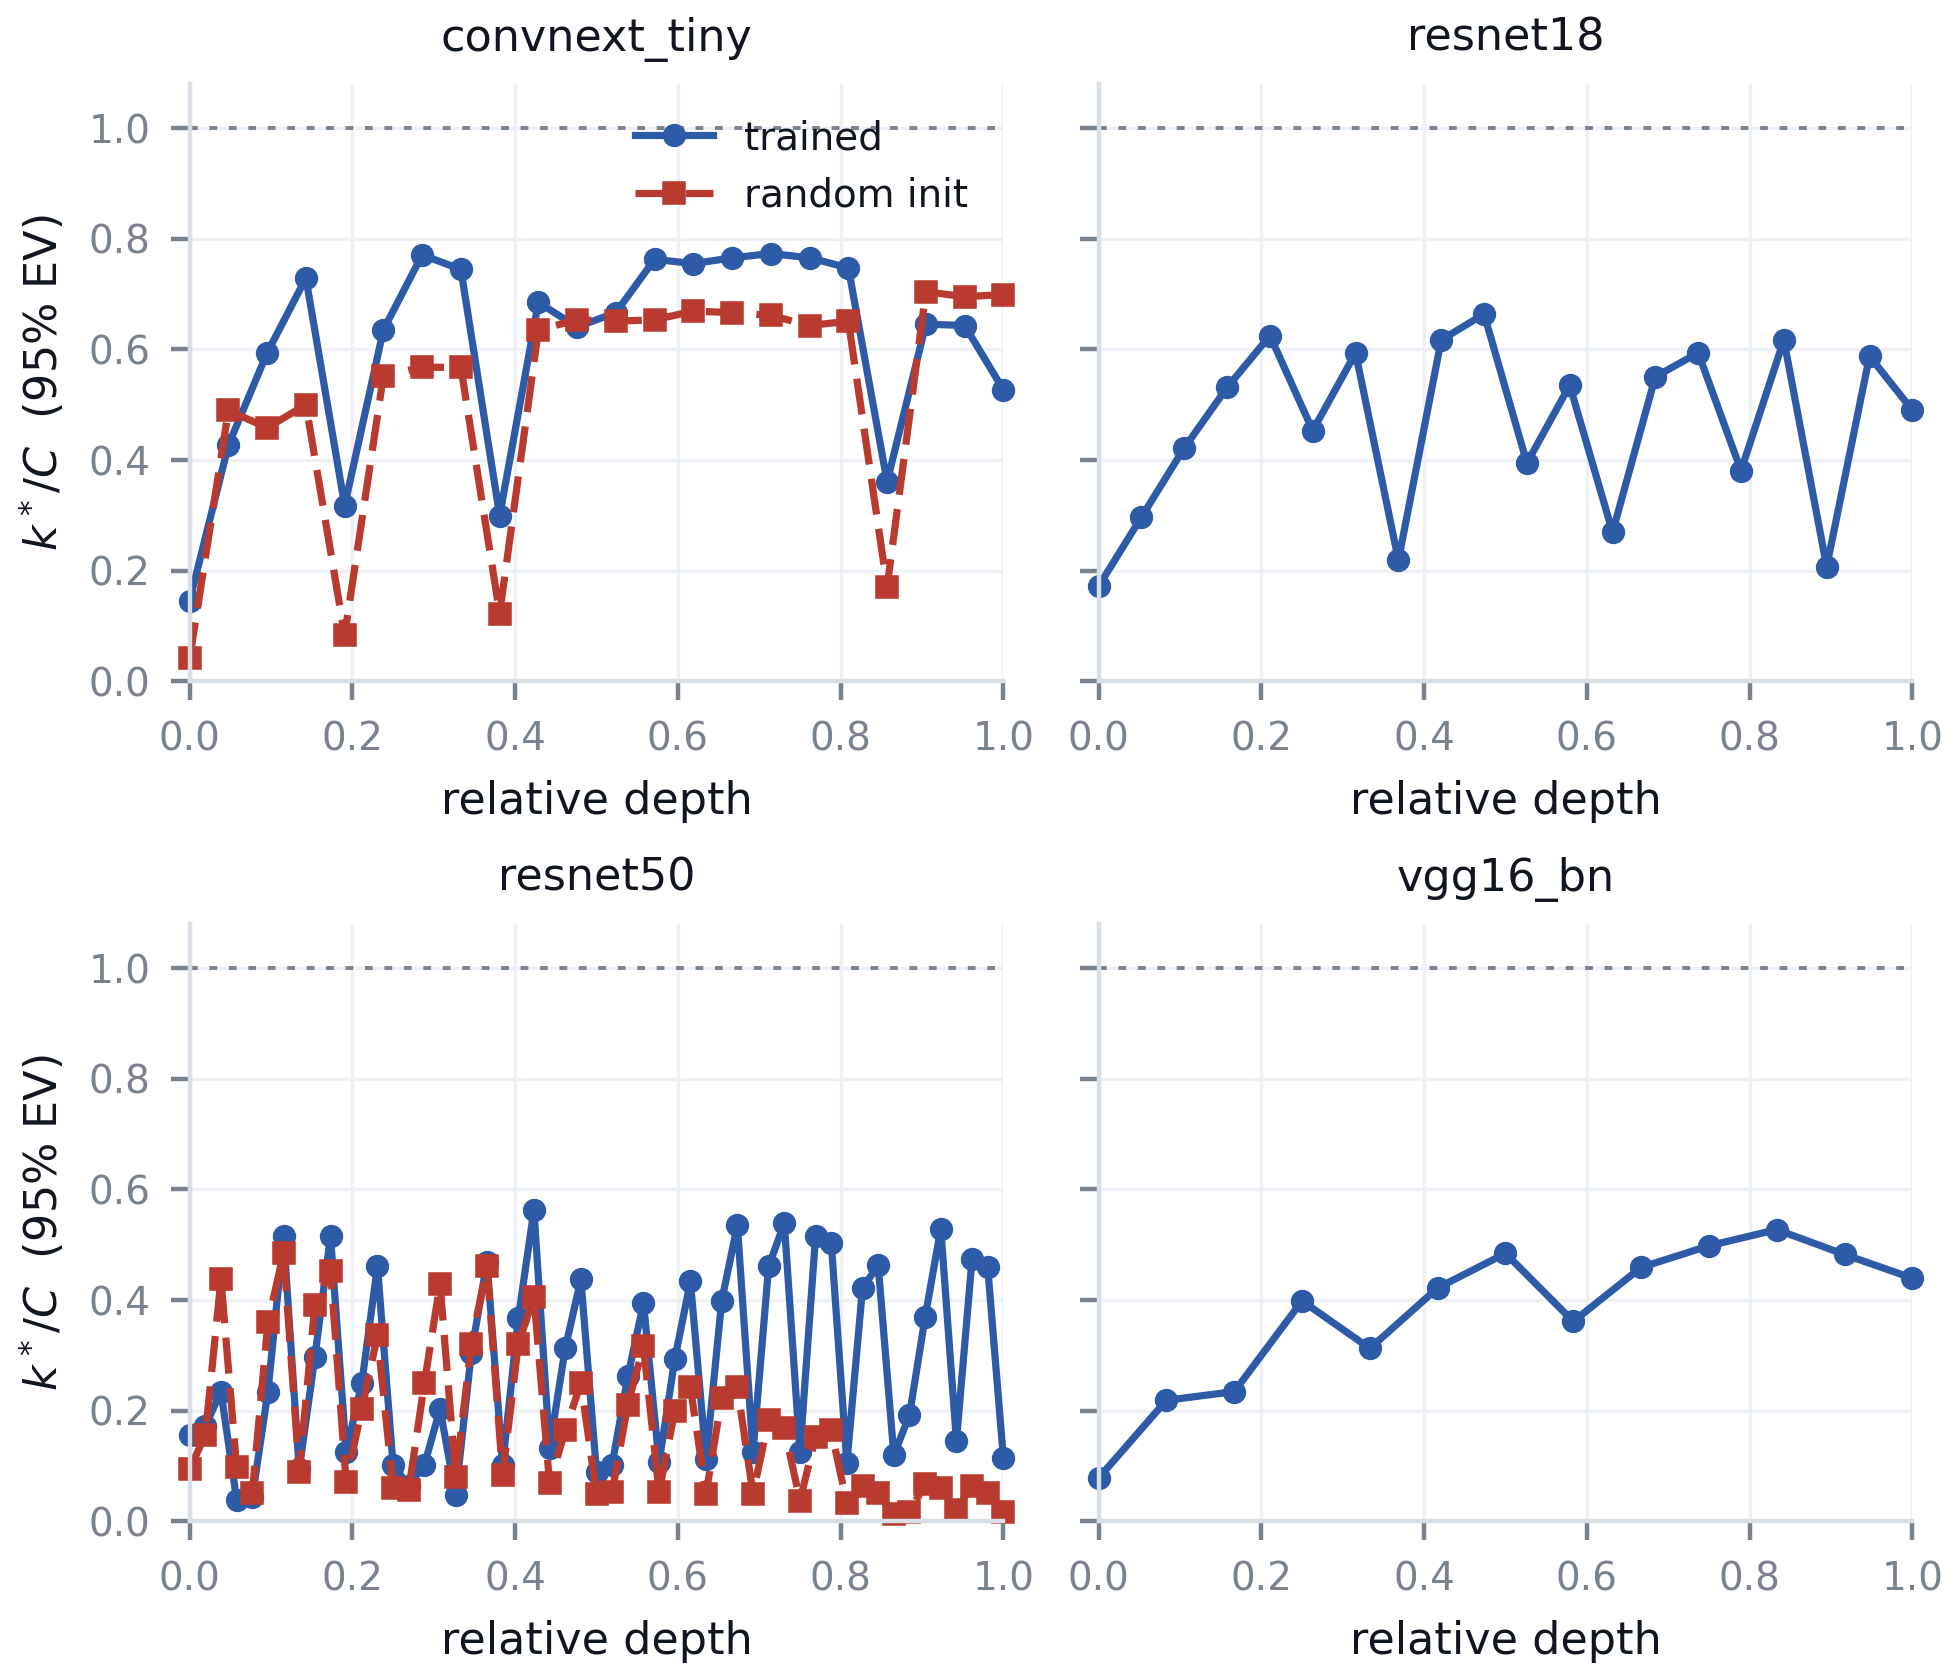 convnext_tiny
1.0
0.8
0.6
0.4
0.2
0.0
k*/C (95% EV)
trained
random init
0.0 0.2 0.4 0.6 0.8 1.0
relative depth
resnet18
0.0 0.2 0.4 0.6 0.8 1.0
relative depth
resnet50
1.0
0.8
0.6
0.4
0.2
0.0
k*/C (95% EV)
0.0 0.2 0.4 0.6 0.8 1.0
relative depth
vgg16_bn
0.0 0.2 0.4 0.6 0.8 1.0
relative depth